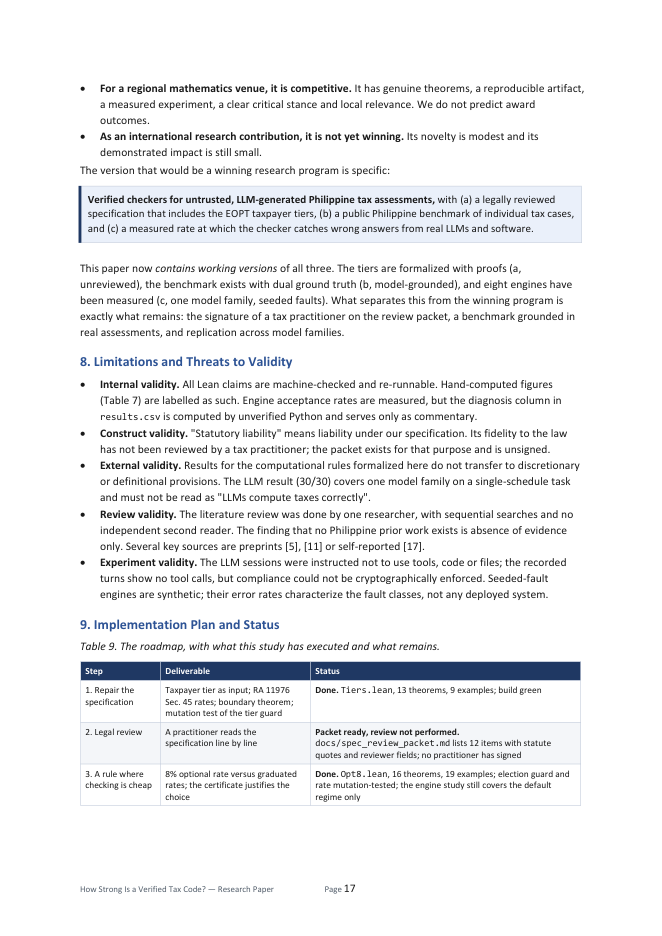 • For a regional mathematics venue, it is competitive. It has genuine theorems, a reproducible artifact,
a measured experiment, a clear critical stance and local relevance. We do not predict award
outcomes.
• As an international research contribution, it is not yet winning. Its novelty is modest and its
demonstrated impact is still small.
The version that would be a winning research program is specific:
Verified checkers for untrusted, LLM-generated Philippine tax assessments, with (a) a legally reviewed
specification that includes the EOPT taxpayer tiers, (b) a public Philippine benchmark of individual tax cases,
and (c) a measured rate at which the checker catches wrong answers from real LLMs and software.
This paper now contains working versions of all three. The tiers are formalized with proofs (a,
unreviewed), the benchmark exists with dual ground truth (b, model-grounded), and eight engines have
been measured (c, one model family, seeded faults). What separates this from the winning program is
exactly what remains: the signature of a tax practitioner on the review packet, a benchmark grounded in
real assessments, and replication across model families.
8. Limitations and Threats to Validity
• Internal validity. All Lean claims are machine-checked and re-runnable. Hand-computed figures
(Table 7) are labelled as such. Engine acceptance rates are measured, but the diagnosis column in
results.csv is computed by unverified Python and serves only as commentary.
• Construct validity. "Statutory liability" means liability under our specification. Its fidelity to the law
has not been reviewed by a tax practitioner; the packet exists for that purpose and is unsigned.
• External validity. Results for the computational rules formalized here do not transfer to discretionary
or definitional provisions. The LLM result (30/30) covers one model family on a single-schedule task
and must not be read as "LLMs compute taxes correctly".
• Review validity. The literature review was done by one researcher, with sequential searches and no
independent second reader. The finding that no Philippine prior work exists is absence of evidence
only. Several key sources are preprints [5], [11] or self-reported [17].
• Experiment validity. The LLM sessions were instructed not to use tools, code or files; the recorded
turns show no tool calls, but compliance could not be cryptographically enforced. Seeded-fault
engines are synthetic; their error rates characterize the fault classes, not any deployed system.
9. Implementation Plan and Status
Table 9. The roadmap, with what this study has executed and what remains.
Step Deliverable Status
1. Repair the
specification
Taxpayer tier as input; RA 11976
Sec. 45 rates; boundary theorem;
mutation test of the tier guard
Done. Tiers.lean, 13 theorems, 9 examples; build green
2. Legal review
A practitioner reads the
specification line by line
Packet ready, review not performed.
docs/spec_review_packet.md lists 12 items with statute
quotes and reviewer fields; no practitioner has signed
3. A rule where
checking is cheap
8% optional rate versus graduated
rates; the certificate justifies the
choice
Done. Opt8.lean, 16 theorems, 19 examples; election guard and
rate mutation-tested; the engine study still covers the default
regime only
How Strong Is a Verified Tax Code? — Research Paper Page 17